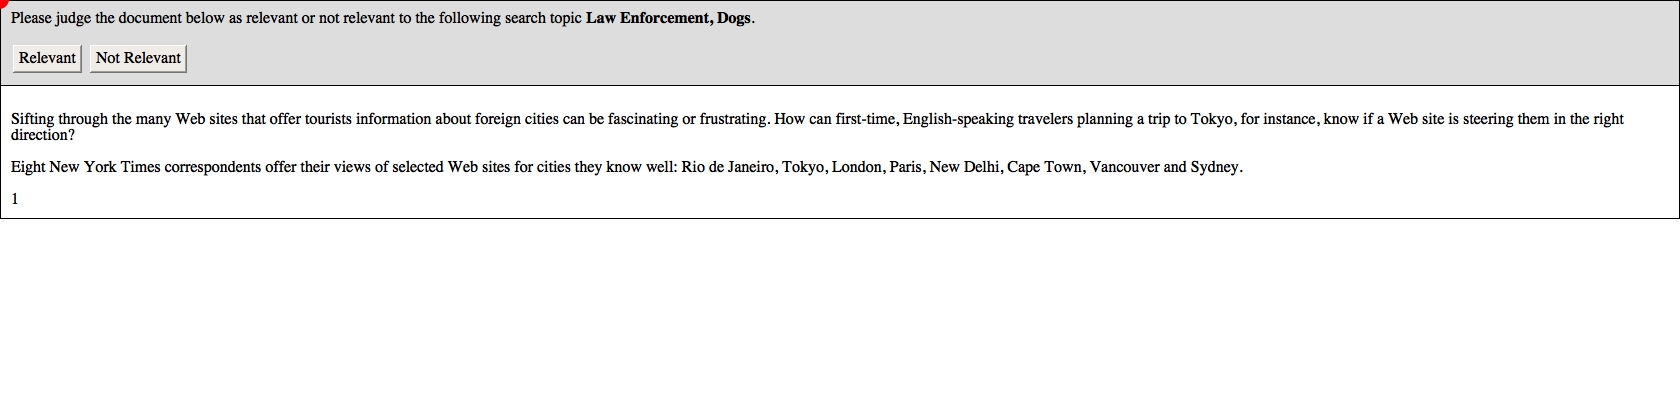 Please judge the document below as relevant or not relevant to the following search topic Law Enforcement, Dogs.
Relevant Not Relevant
Sifting through the many Web sites that offer tourists information about foreign cities can be fascinating or frustrating. How can first-time, English-speaking travelers planning a trip to Tokyo, for instance, know if a Web site is steering them in the right
direction?
Eight New York Times correspondents offer their views of selected Web sites for cities they know well: Rio de Janeiro, Tokyo, London, Paris, New Delhi, Cape Town, Vancouver and Sydney.
1